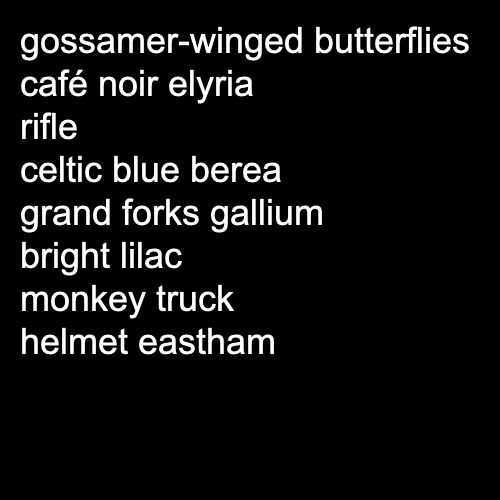 gossamer-winged butterflies
café noir elyria
rifle
celtic blue berea
grand forks gallium
bright lilac
monkey truck
helmet eastham